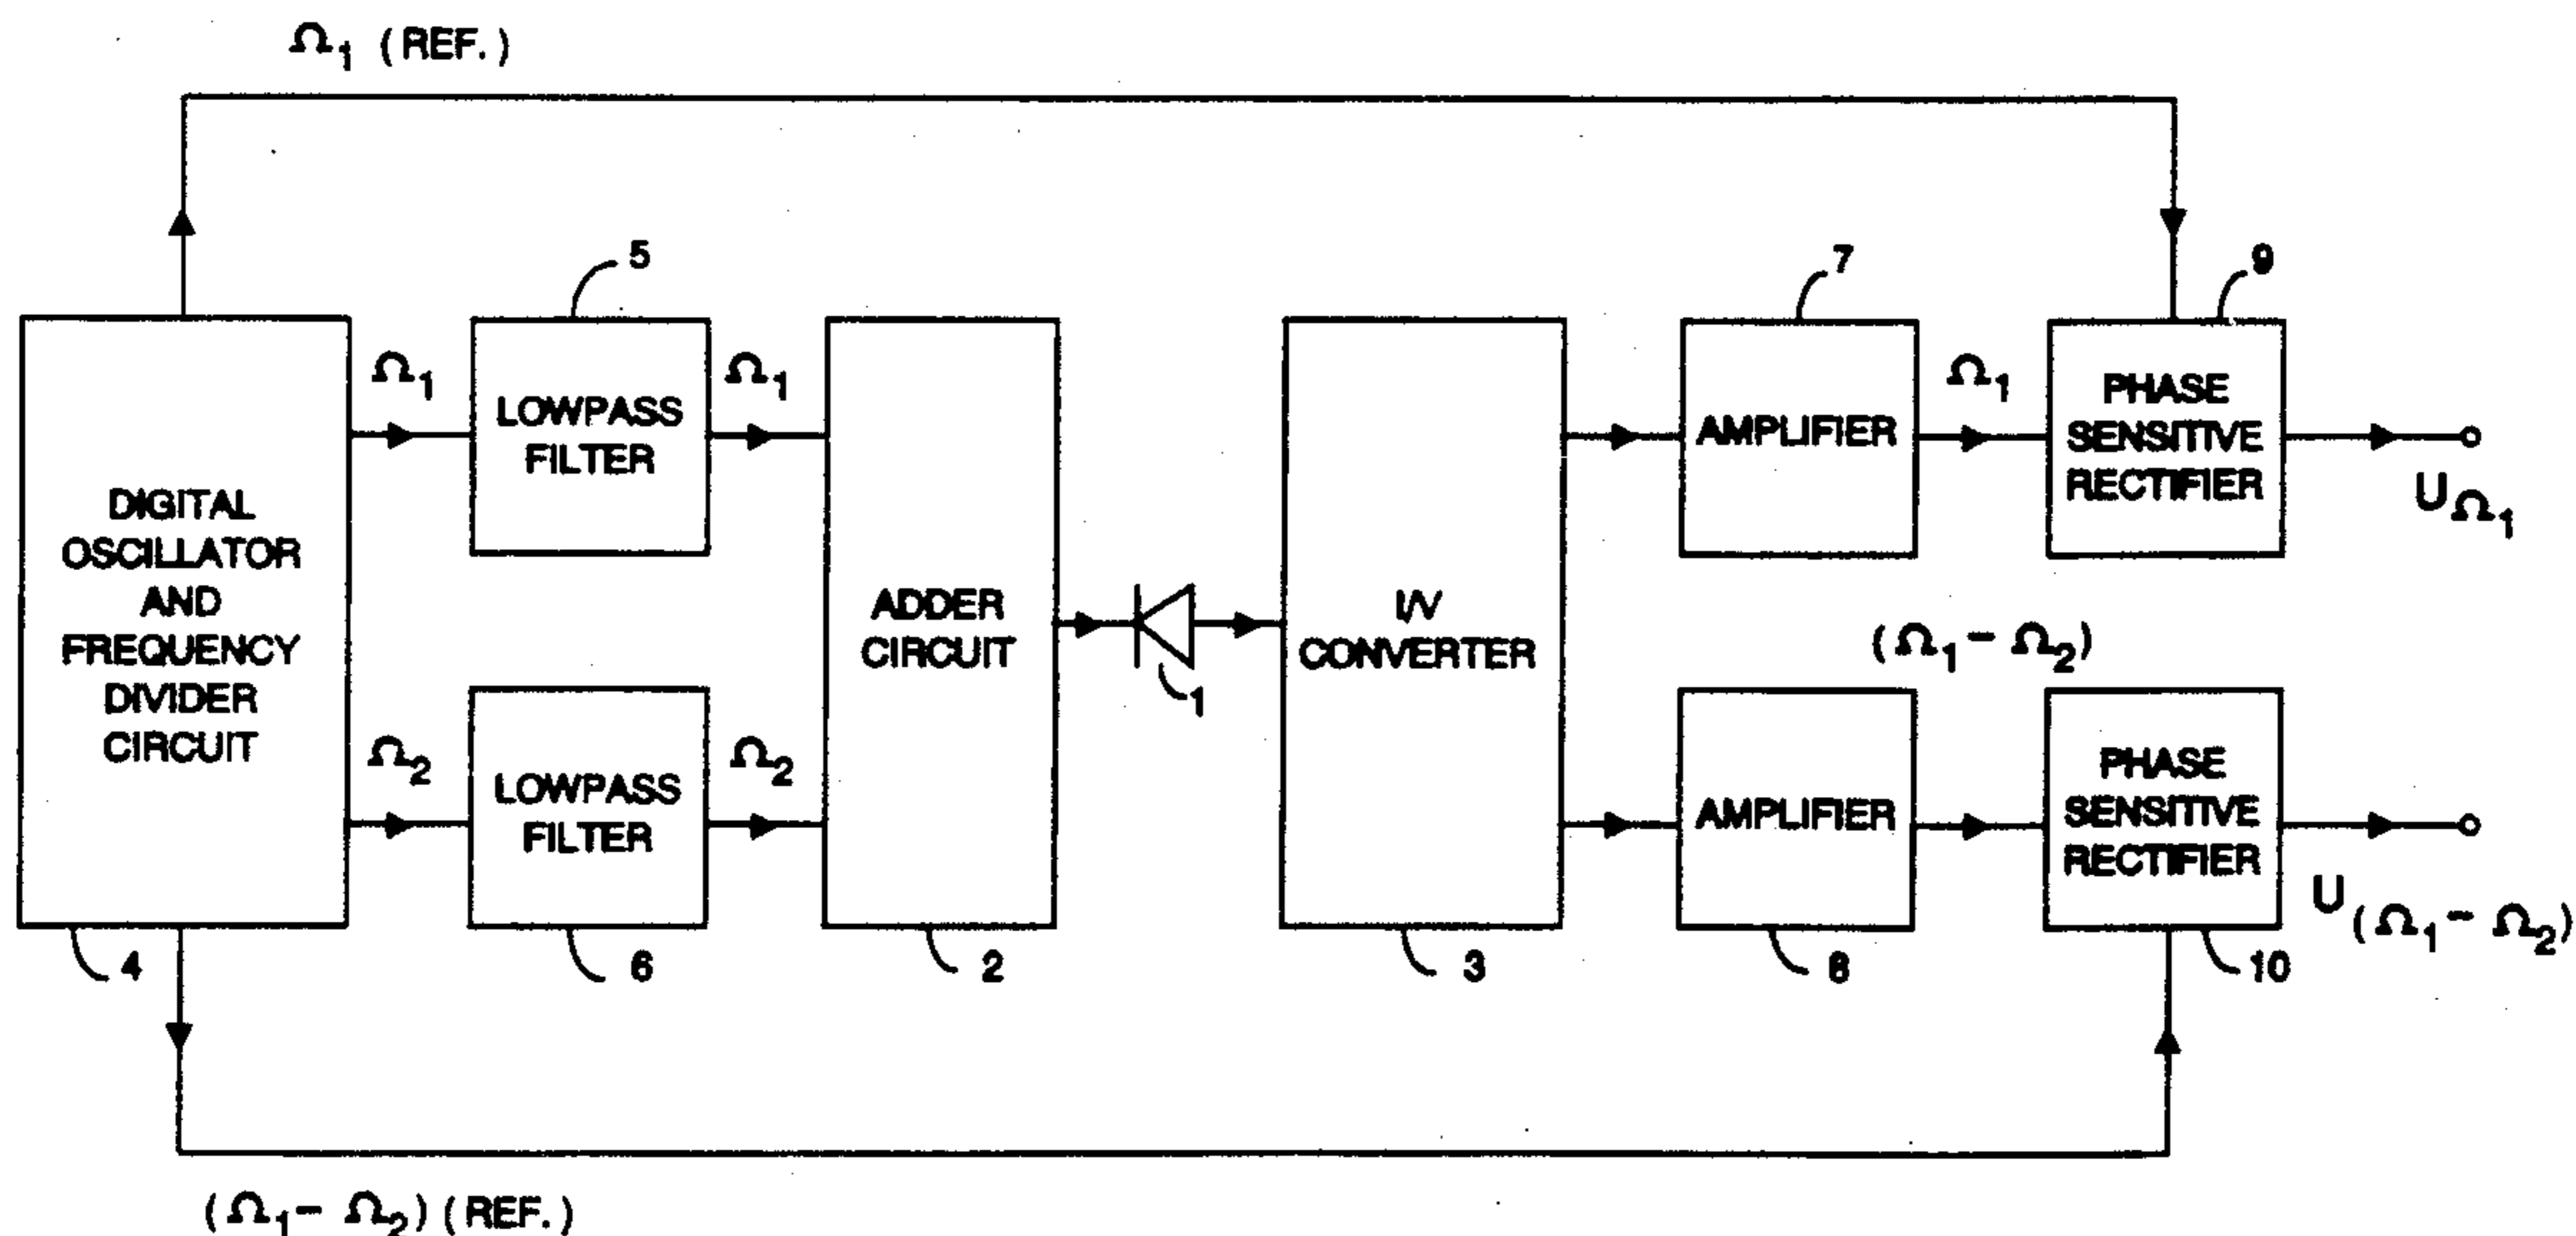 Ω1 (REF.)
5
7
9
Ω1
Ω1
Ω1
LOWPASS
FILTER
AMPLIFIER
PHASE
SENSITIVE
RECTIFIER
UΩ1
DIGITAL
OSCILLATOR
AND
FREQUENCY
DIVIDER
CIRCUIT
ADDER
CIRCUIT
1
I/V
CONVERTER
(Ω1 - Ω2)
Ω2
Ω2
LOWPASS
FILTER
AMPLIFIER
PHASE
SENSITIVE
RECTIFIER
U(Ω1 - Ω2)
4
6
2
3
8
10
(Ω1 - Ω2) (REF.)